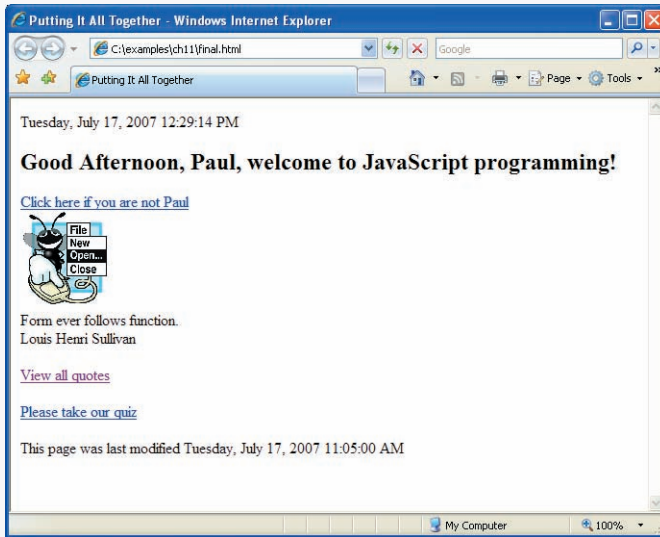 Putting It All Together - Windows Internet Explorer
C:\examples\ch11\final.html
Google
Putting It All Together
Page
Tools
Tuesday, July 17, 2007 12:29:14 PM
Good Afternoon, Paul, welcome to JavaScript programming!
Click here if you are not Paul
File
New
Open...
Close
Form ever follows function.
Louis Henri Sullivan
View all quotes
Please take our quiz
This page was last modified Tuesday, July 17, 2007 11:05:00 AM
My Computer
100%